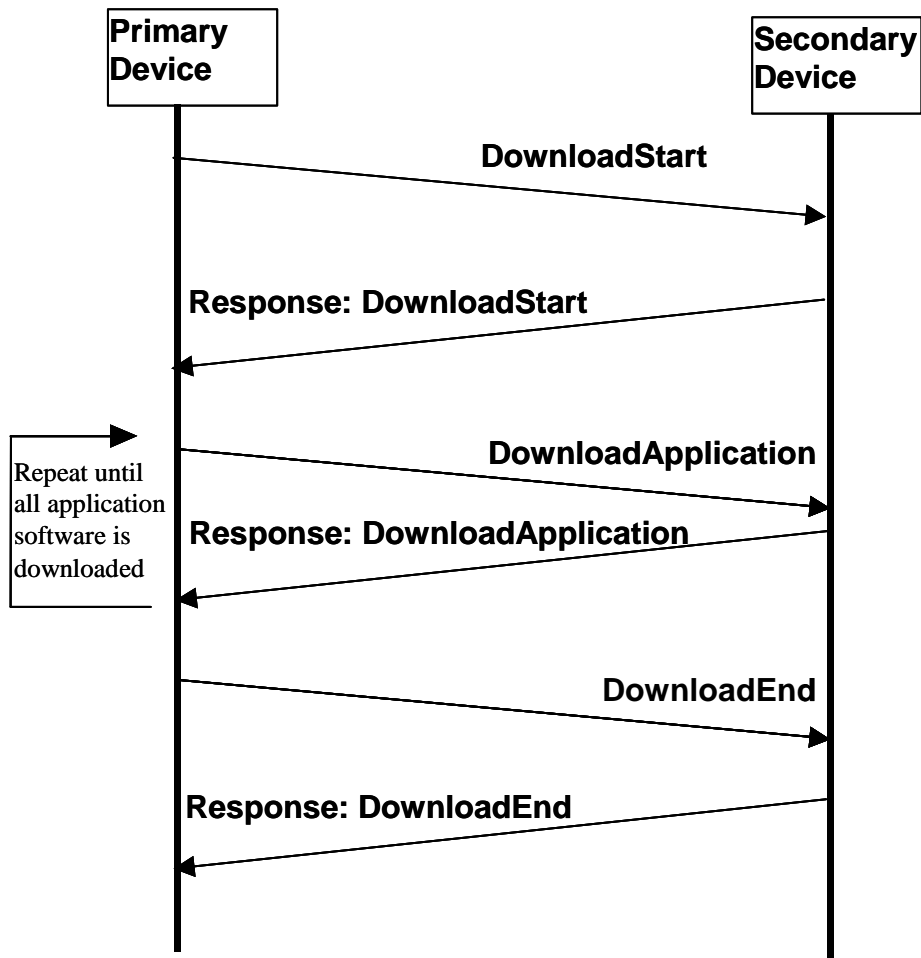 Primary
Device
Secondary
Device
DownloadStart
Response: DownloadStart
DownloadApplication
Repeat until
all application
software is
downloaded
Response: DownloadApplication
DownloadEnd
Response: DownloadEnd